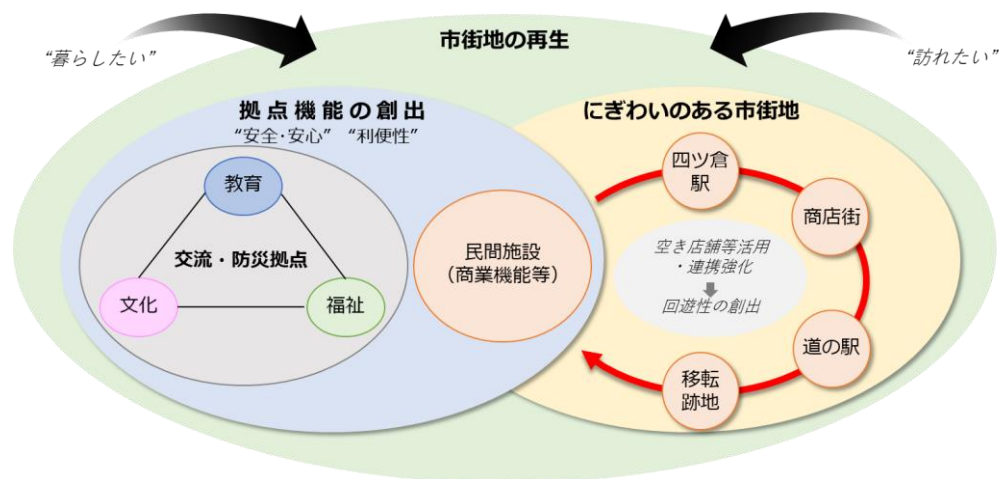 市街地の再生
“暮らしたい”
“訪れたい”
拠点機能の創出
“安全・安心” “利便性”
教育
交流・防災拠点
文化
福祉
民間施設
（商業機能等）
にぎわいのある市街地
四ツ倉
駅
商店街
空き店舗等活用
・連携強化
回遊性の創出
道の駅
移転
跡地